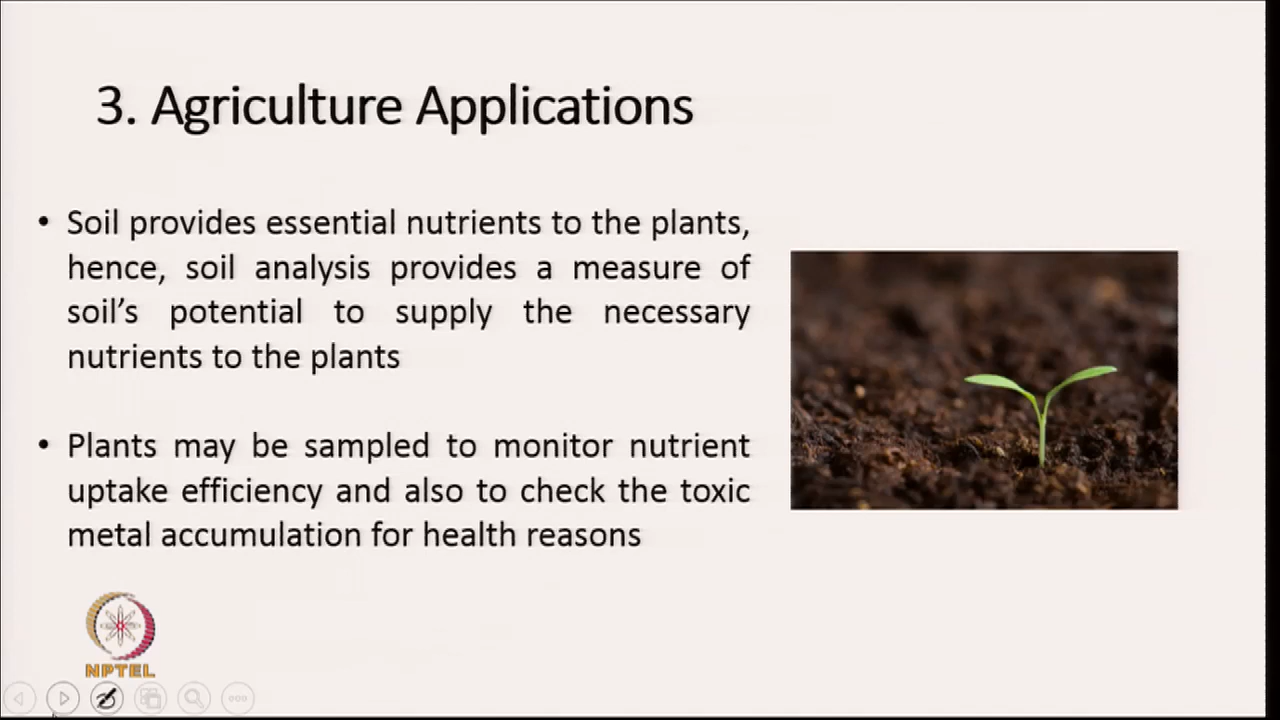 3. Agriculture Applications
• Soil provides essential nutrients to the plants,
hence, soil analysis provides a measure of
soil’s potential to supply the necessary
nutrients to the plants
• Plants may be sampled to monitor nutrient
uptake efficiency and also to check the toxic
metal accumulation for health reasons
NPTEL